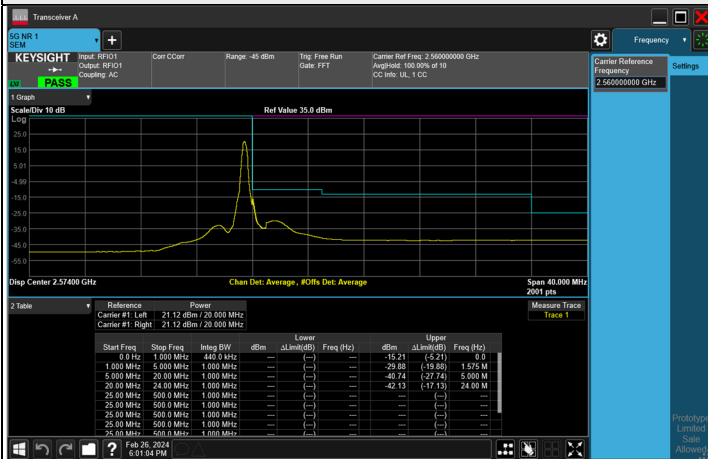 Transceiver A
5G NR 1
SEM
+
Frequency
KEYSIGHT
Input: RFIO1
Output: RFIO1
Coupling: AC
Corr CCorr
Range: -45 dBm
Trig: Free Run
Gate: FFT
Carrier Ref Freq: 2.560000000 GHz
Avg|Hold: 100.00% of 10
CC Info: UL, 1 CC
PASS
Carrier Reference
Frequency
2.560000000 GHz
Settings
1 Graph
Scale/Div 10 dB
Ref Value 35.0 dBm
Log
25.0
15.0
5.01
-4.99
-15.0
-25.0
-35.0
-45.0
-55.0
Disp Center 2.57400 GHz
Chan Det: Average , #Offs Det: Average
Span 40.000 MHz
2001 pts
2 Table
Reference Power
Carrier #1: Left 21.12 dBm / 20.000 MHz
Carrier #1: Right 21.12 dBm / 20.000 MHz
Measure Trace
Trace 1
Lower Upper
Start Freq Stop Freq Integ BW dBm ΔLimit(dB) Freq (Hz) dBm ΔLimit(dB) Freq (Hz)
0.0 Hz 1.000 MHz 440.0 kHz --- (---) --- -15.21 (-5.21) 0.0
1.000 MHz 5.000 MHz 1.000 MHz --- (---) --- -29.88 (-19.88) 1.575 M
5.000 MHz 20.00 MHz 1.000 MHz --- (---) --- -40.74 (-27.74) 5.000 M
20.00 MHz 24.00 MHz 1.000 MHz --- (---) --- -42.13 (-17.13) 24.00 M
25.00 MHz 500.0 MHz 1.000 MHz --- (---) --- --- (---) ---
25.00 MHz 500.0 MHz 1.000 MHz --- (---) --- --- (---) ---
25.00 MHz 500.0 MHz 1.000 MHz --- (---) --- --- (---) ---
25.00 MHz 500.0 MHz 1.000 MHz --- (---) --- --- (---) ---
25.00 MHz 500.0 MHz 1.000 MHz --- (---) --- --- (---) ---
Prototype
Limited
Sale
Allowed
?
Feb 26, 2024
6:01:04 PM